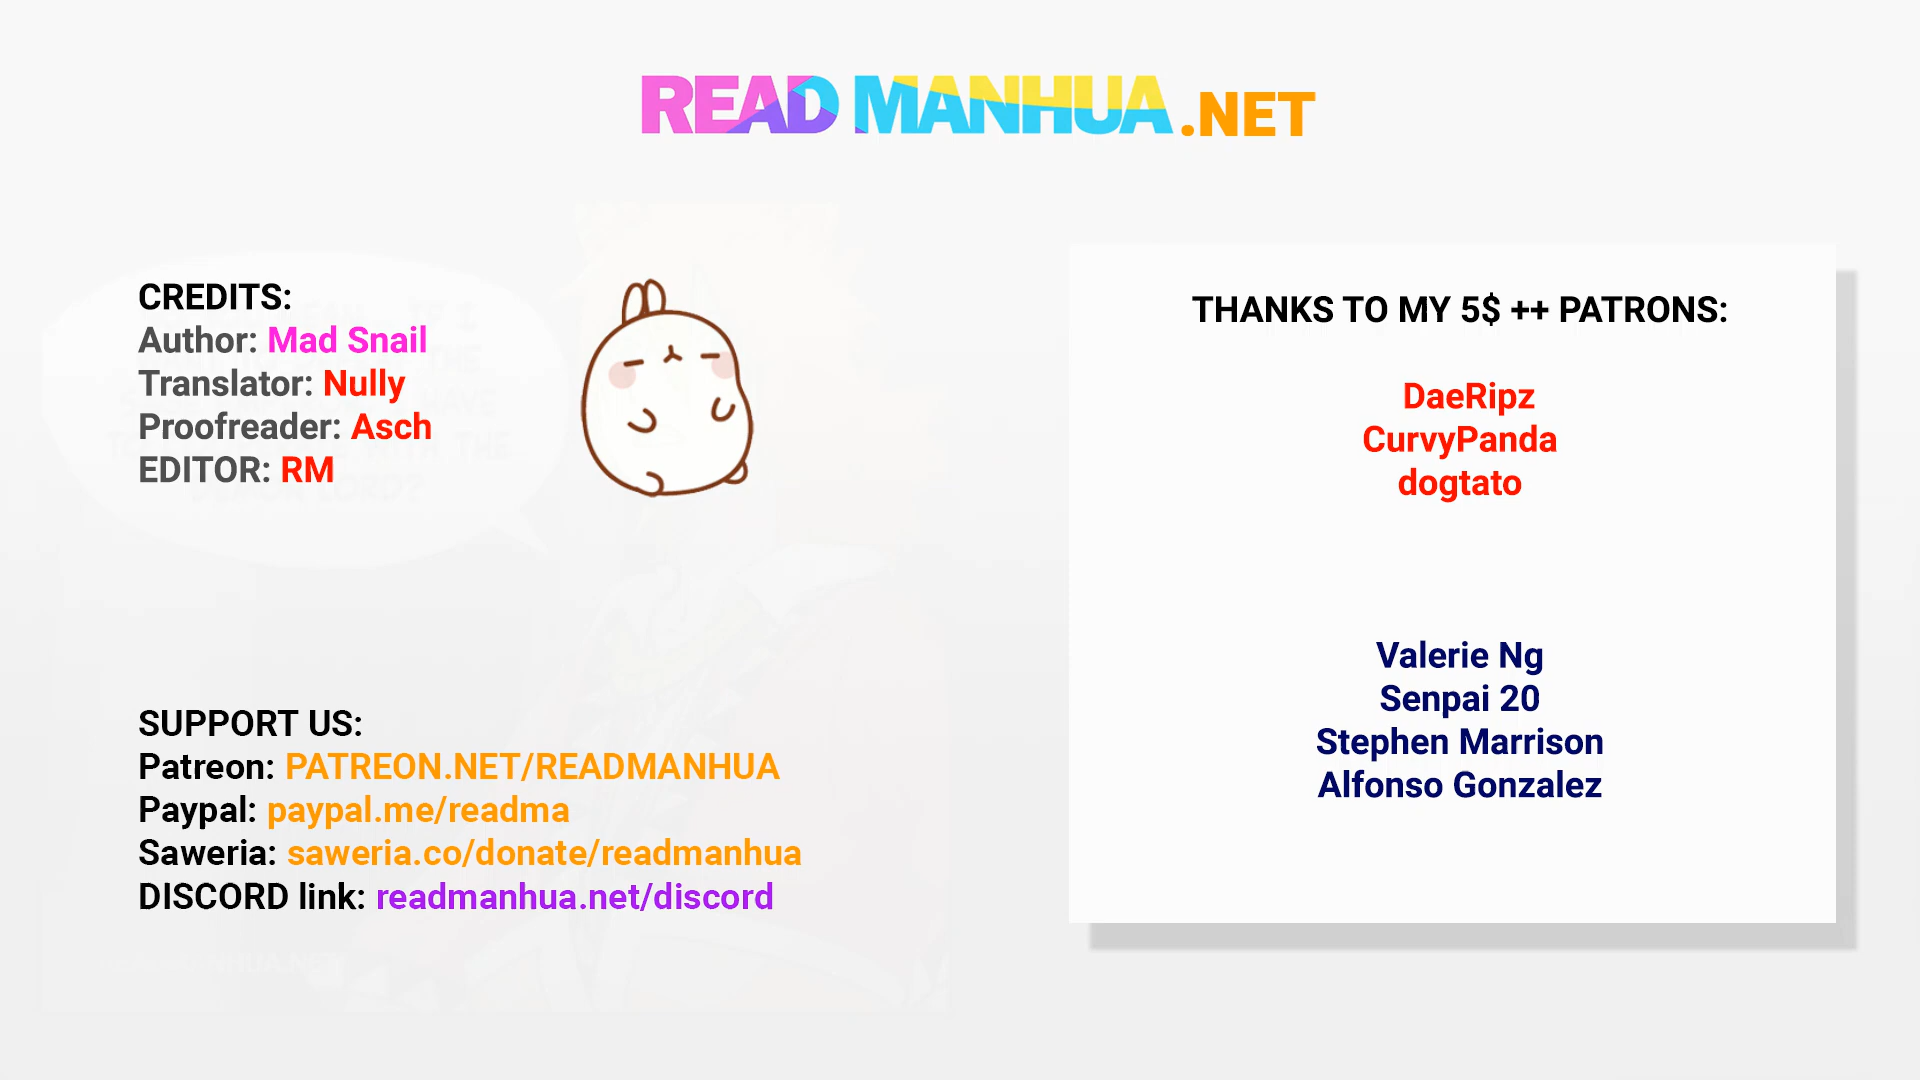 READ MANHUA .NET
CREDITS:
Author: Mad Snail
Translator: Nully
Proofreader: Asch
EDITOR: RM
SUPPORT US:
Patreon: PATREON.NET/READMANHUA
Paypal: paypal.me/readma
Saweria: saweria.co/donate/readmanhua
DISCORD link: readmanhua.net/discord
THANKS TO MY 5$ ++ PATRONS:
DaeRipz
CurvyPanda
dogtato
Valerie Ng
Senpai 20
Stephen Marrison
Alfonso Gonzalez